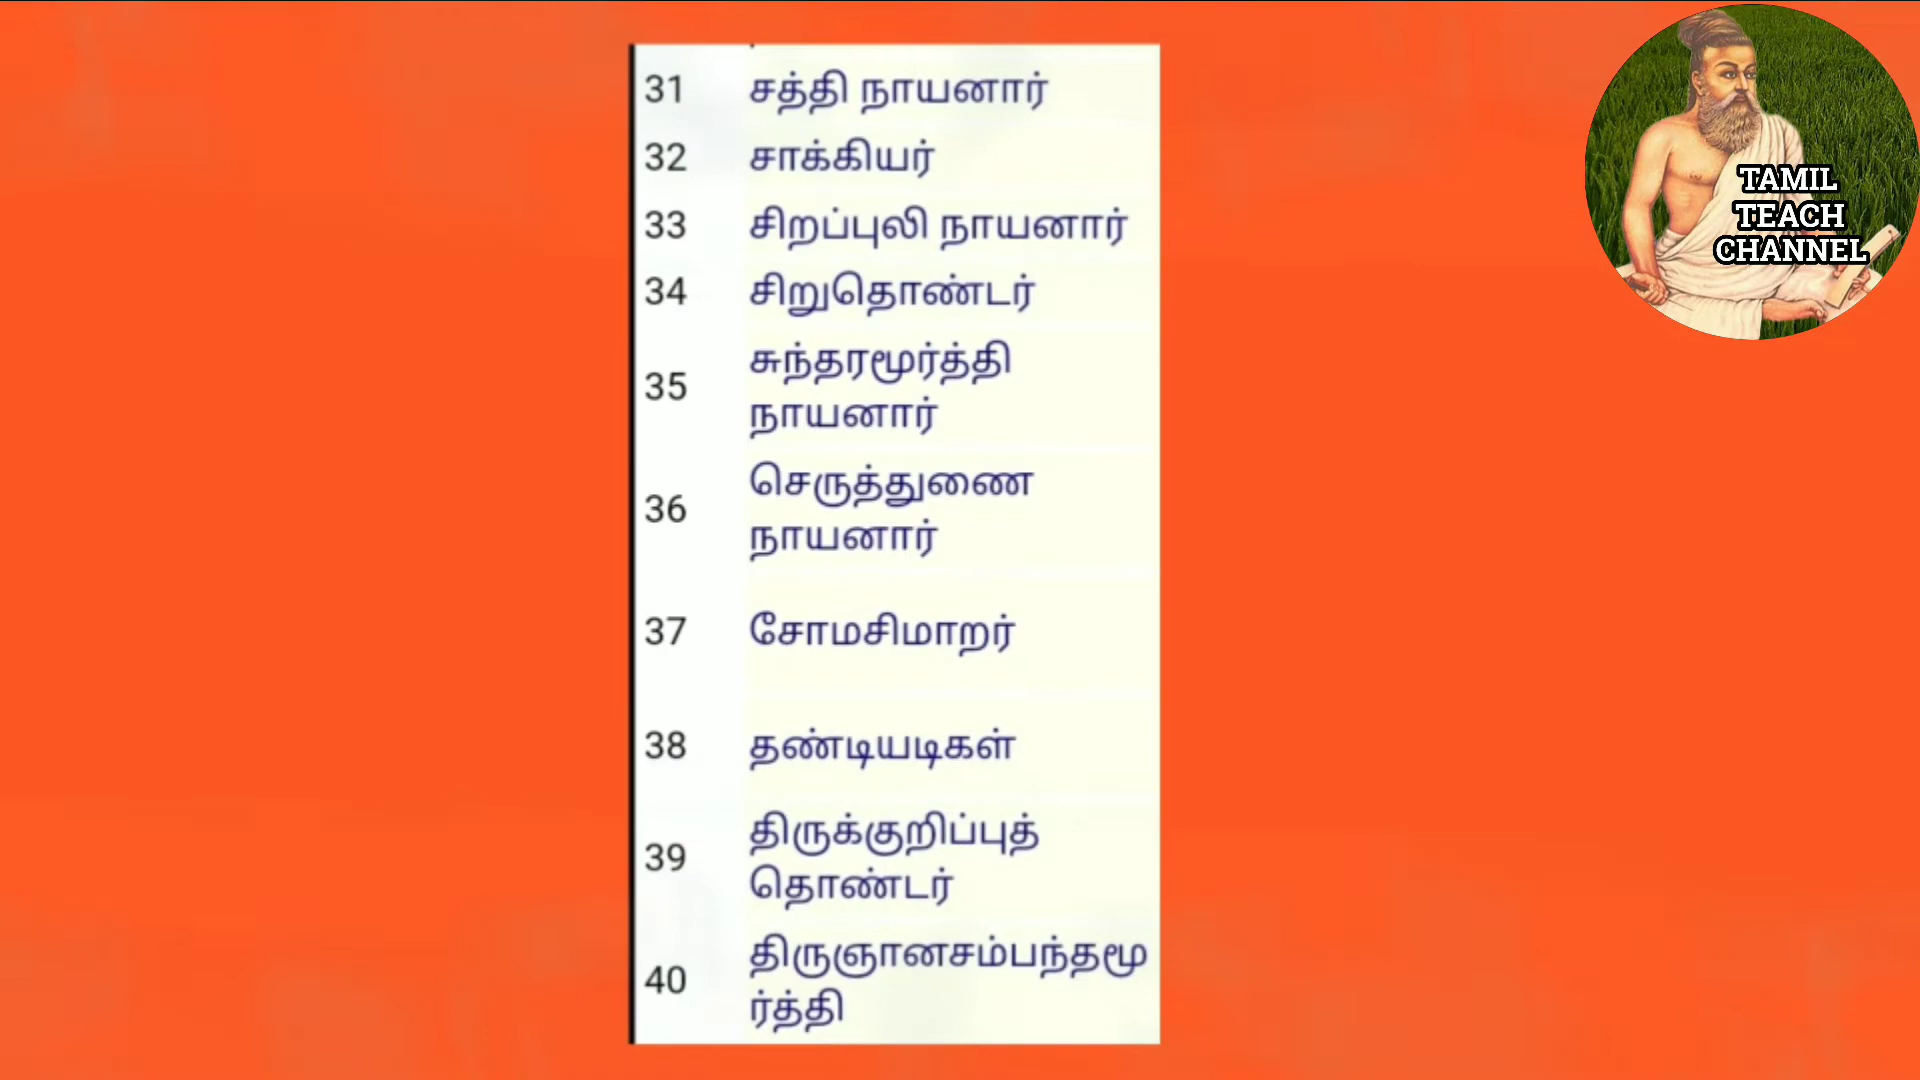 31 சத்தி நாயனார்
32 சாக்கியர்
33 சிறப்புலி நாயனார்
34 சிறுதொண்டர்
35 சுந்தரமூர்த்தி
நாயனார்
36 செருத்துணை
நாயனார்
37 சோமசிமாறர்
38 தண்டியடிகள்
39 திருக்குறிப்புத்
தொண்டர்
40 திருஞானசம்பந்தமூ
ர்த்தி
TAMIL
TEACH
CHANNEL